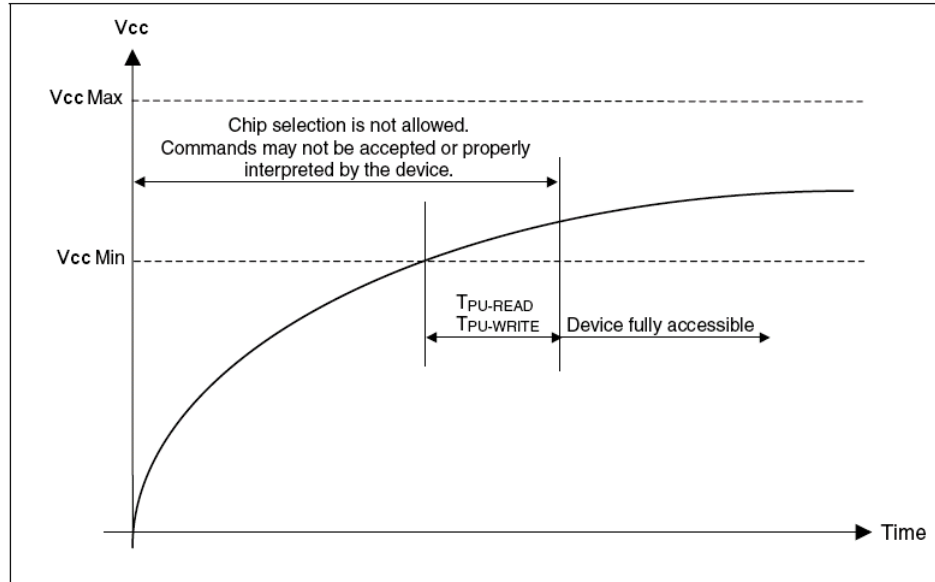 Vcc
Vcc Max
Chip selection is not allowed.
Commands may not be accepted or properly
interpreted by the device.
Vcc Min
TPU-READ
TPU-WRITE
Device fully accessible
Time